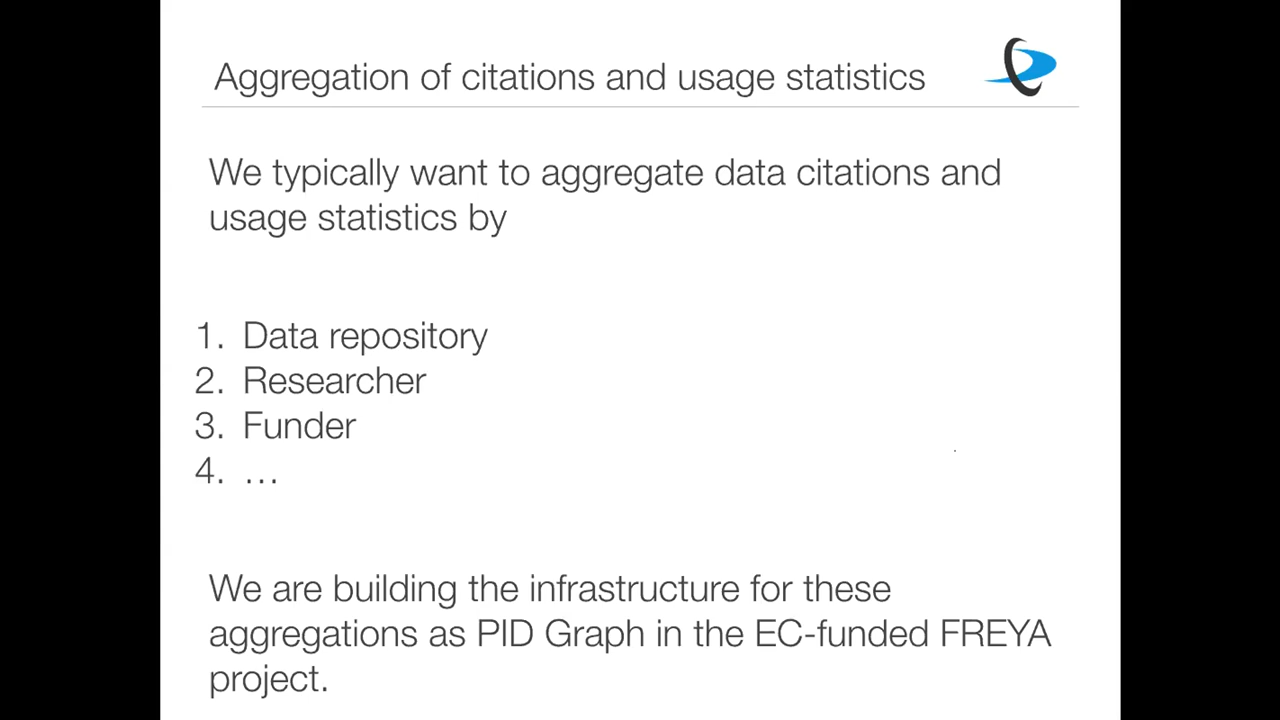 Aggregation of citations and usage statistics
We typically want to aggregate data citations and
usage statistics by
1. Data repository
2. Researcher
3. Funder
4. …
We are building the infrastructure for these
aggregations as PID Graph in the EC-funded FREYA
project.